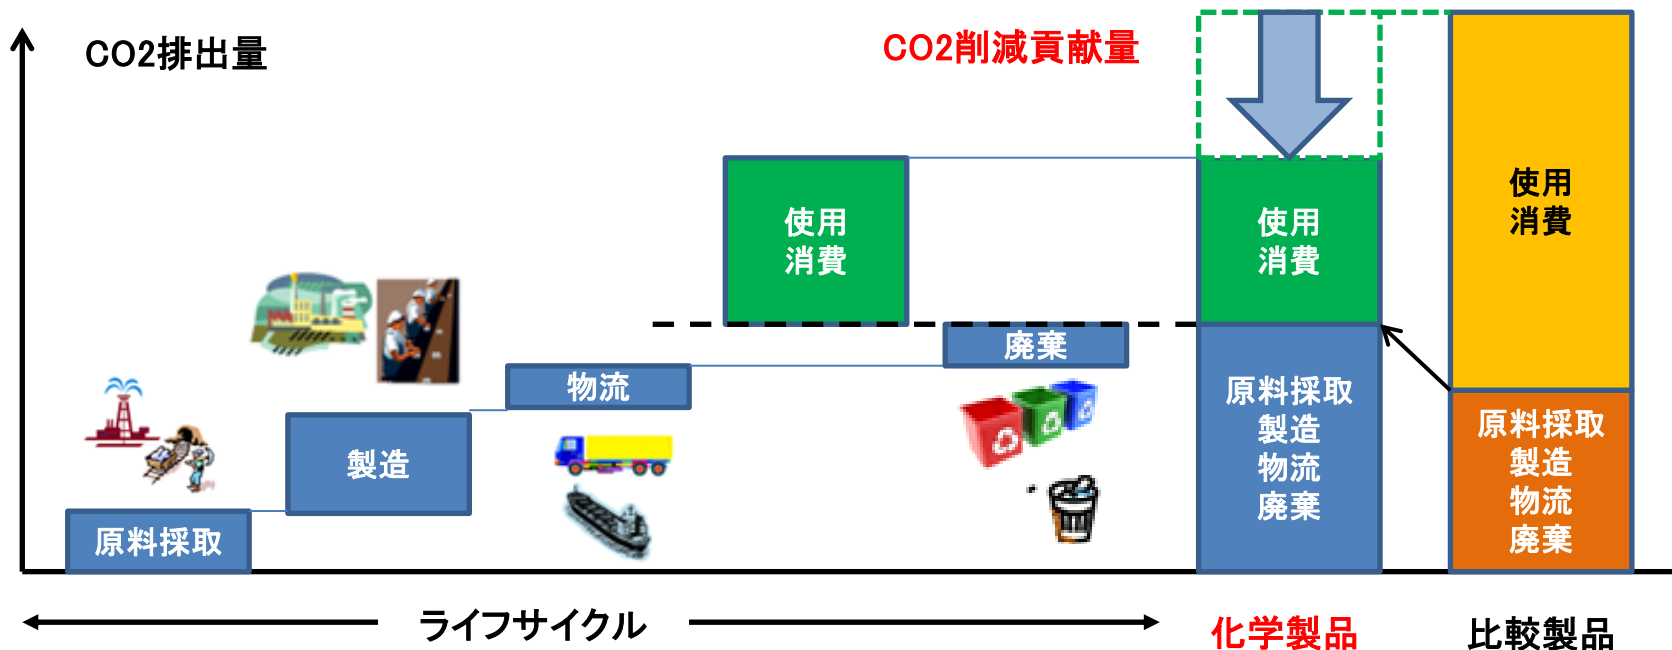 CO2排出量
CO2削減貢献量
使用
消費
使用
消費
使用
消費
廃棄
物流
製造
原料採取
原料採取
製造
物流
廃棄
原料採取
製造
物流
廃棄
ライフサイクル
化学製品
比較製品